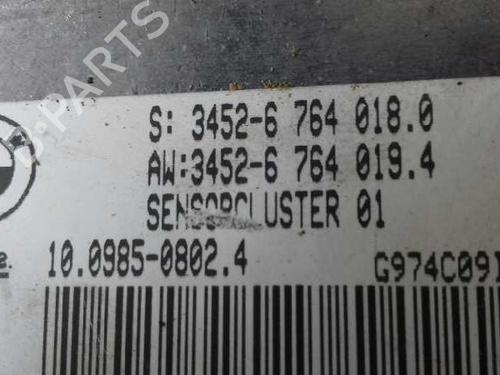 B-PARTS
S: 3452-6 764 018.0
AW:3452-6 764 019.4
SENSORCLUSTER 01
10.0985-0802.4 G974C09